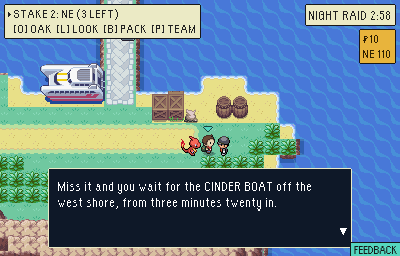 ▸STAKE 2: NE (3 LEFT)
[O] OAK [L] LOOK [B] PACK [P] TEAM
NIGHT RAID 2:58
₽10
NE 110
Miss it and you wait for the CINDER BOAT off the
west shore, from three minutes twenty in.
FEEDBACK